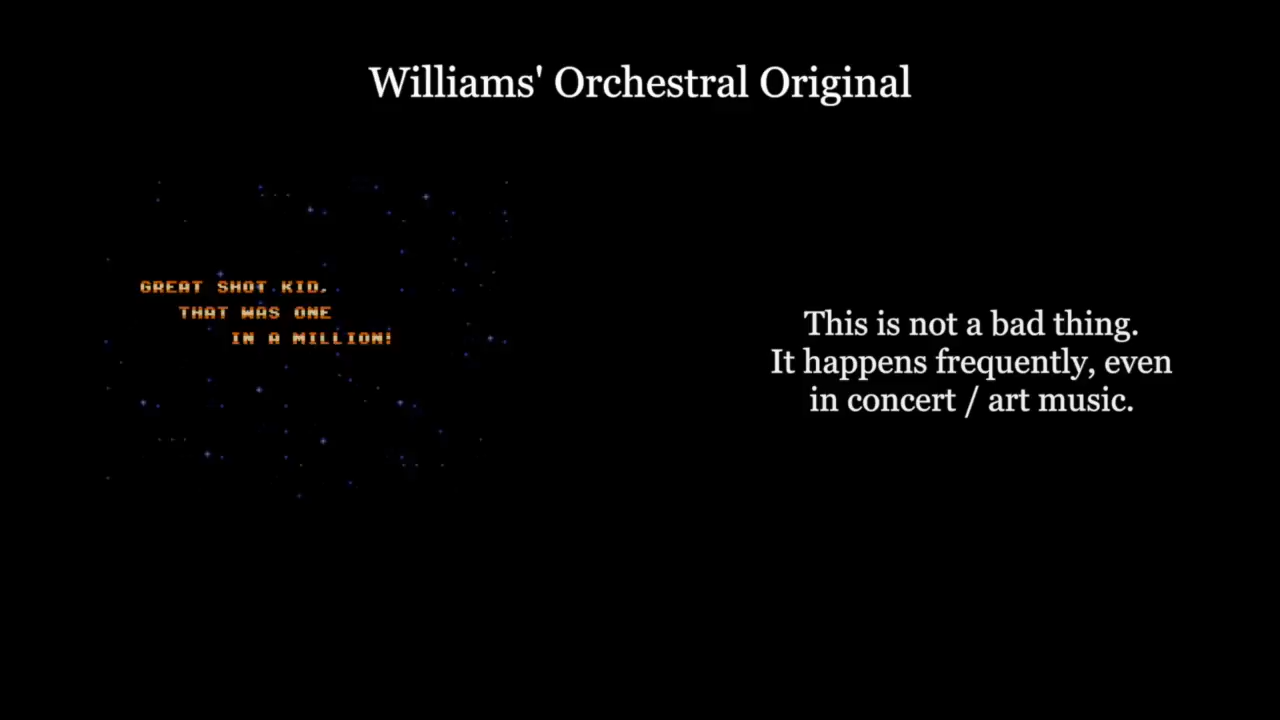 Williams' Orchestral Original
GREAT SHOT KID,
THAT WAS ONE
IN A MILLION!
This is not a bad thing.
It happens frequently, even
in concert / art music.